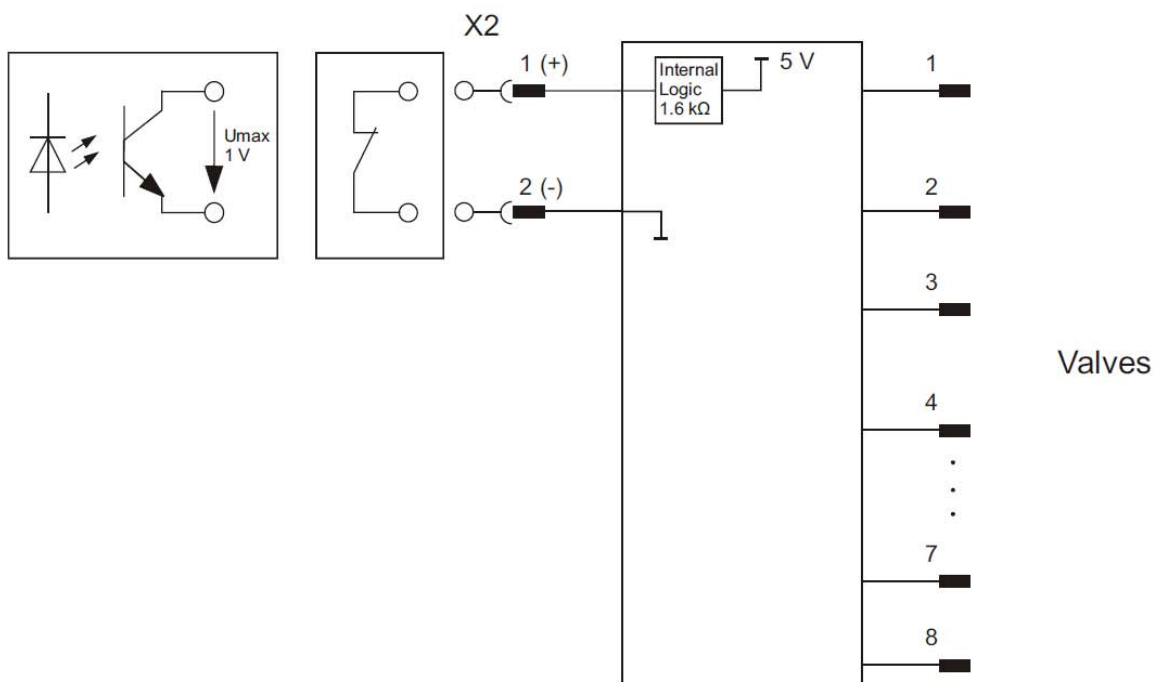 X2
1 (+)
Internal
Logic
1.6 kΩ
5 V
1
Umax
1 V
2 (-)
2
3
Valves
4
7
8